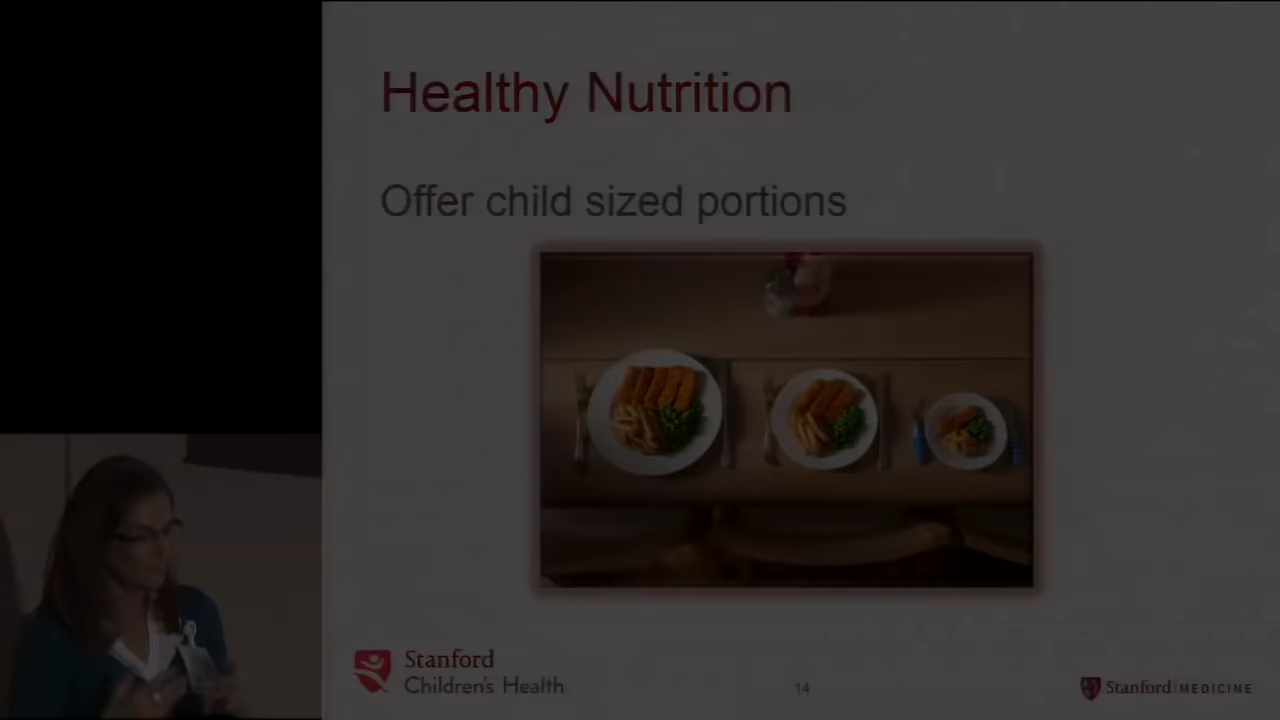 Healthy Nutrition
Offer child sized portions
Stanford
Children's Health
14
Stanford MEDICINE